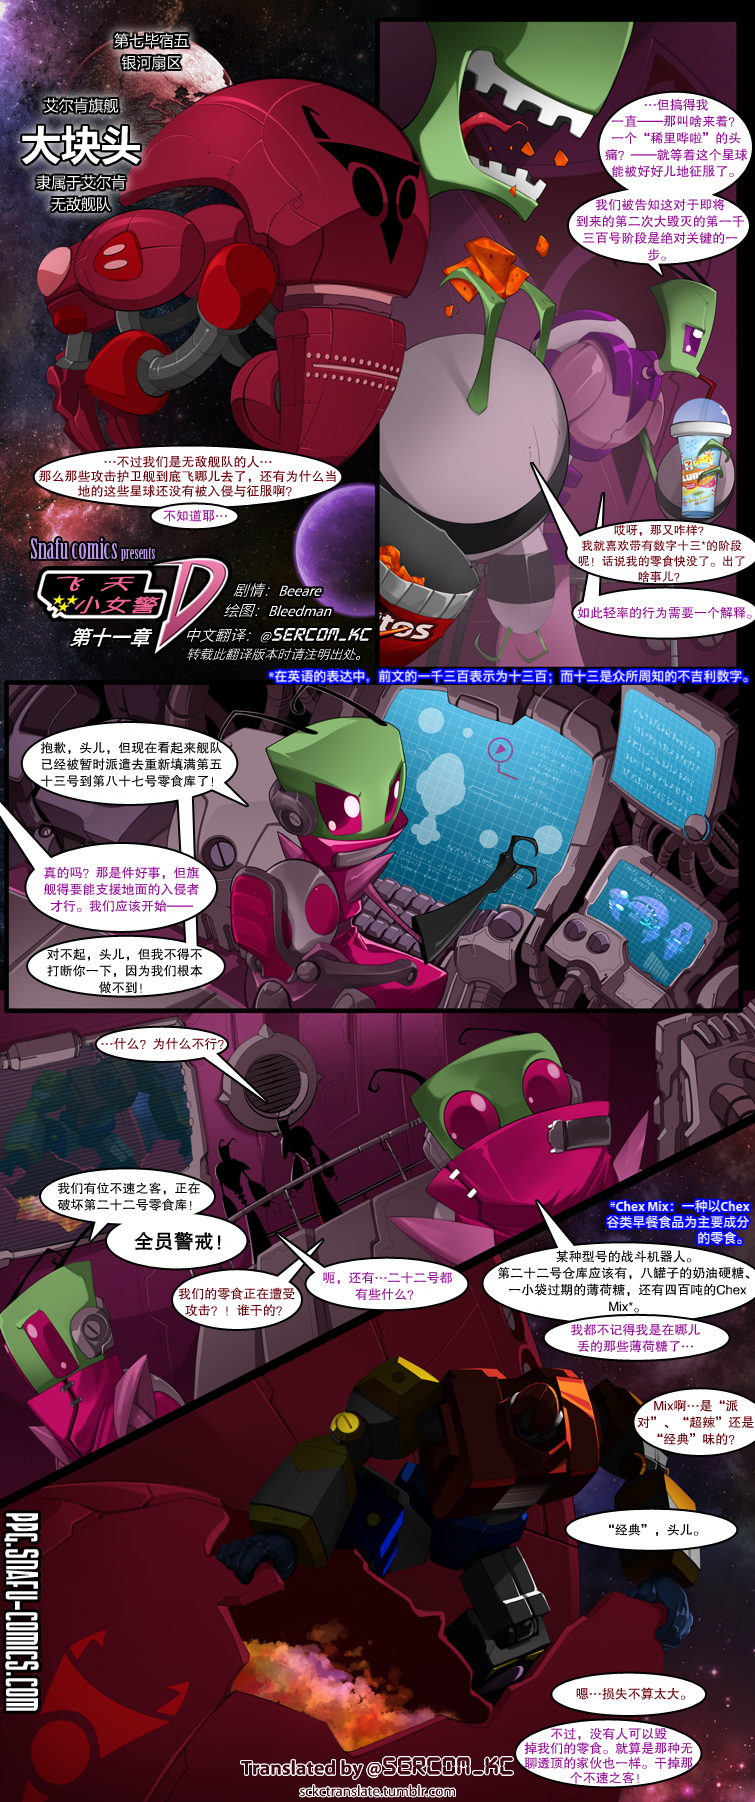 第七毕宿五
银河扇区
艾尔肯旗舰
大块头
隶属于艾尔肯
无敌舰队
…不过我们是无敌舰队的人…
那么那些攻击护卫舰到底飞哪儿去了，还有为什么当
地的这些星球还没有被入侵与征服啊？
不知道耶…
Snafu comics presents
飞天
小女警
D
第十一章
剧情：Beeare
绘图：Bleedman
中文翻译：@SERCOM_KC
转载此翻译版本时请注明出处。
…但搞得我
一直——那叫啥来着？
一个“稀里哗啦”的头
痛？——就等着这个星球
能被好好儿地征服了。
我们被告知这对于即将
到来的第二次大毁灭的第一千
三百号阶段是绝对关键的一
步。
哎呀，那又咋样？
我就喜欢带有数字十三*的阶段
呢！话说我的零食快没了。出了
啥事儿？
如此轻率的行为需要一个解释。
*在英语的表达中，前文的一千三百表示为十三百；而十三是众所周知的不吉利数字。
抱歉，头儿，但现在看起来舰队
已经被暂时派遣去重新填满第五
十三号到第八十七号零食库了！
真的吗？那是件好事，但旗
舰得要能支援地面的入侵者
才行。我们应该开始——
对不起，头儿，但我不得不
打断你一下，因为我们根本
做不到！
…什么？为什么不行？
我们有位不速之客，正在
破坏第二十二号零食库！
全员警戒！
我们的零食正在遭受
攻击？！谁干的？
呃，还有…二十二号都
有些什么？
*Chex Mix：一种以Chex
谷类早餐食品为主要成分
的零食。
某种型号的战斗机器人。
第二十二号仓库应该有，八罐子的奶油硬糖、
一小袋过期的薄荷糖，还有四百吨的Chex
Mix*。
我都不记得我是在哪儿
丢的那些薄荷糖了…
Mix啊…是“派
对”、“超辣”还是
“经典”味的？
“经典”，头儿。
嗯…损失不算太大。
不过，没有人可以毁
掉我们的零食。就算是那种无
聊透顶的家伙也一样。干掉那
个不速之客！
PPG.SNAFU-COMICS.COM
Translated by @SERCOM_KC
sckctranslate.tumblr.com